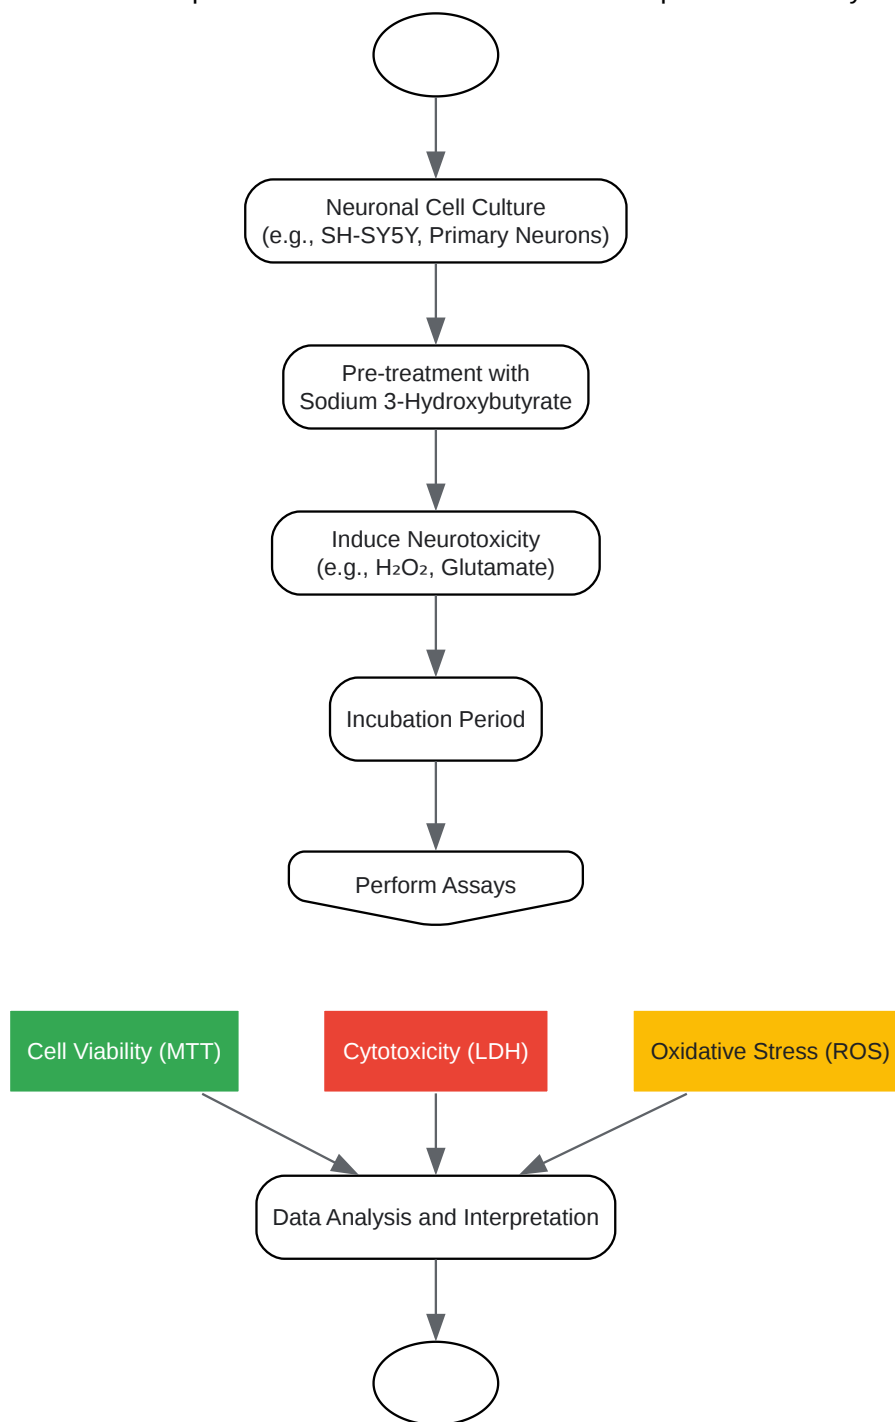 Neuronal Cell Culture
(e.g., SH-SY5Y, Primary Neurons)
Pre-treatment with
Sodium 3-Hydroxybutyrate
Induce Neurotoxicity
(e.g., H₂O₂, Glutamate)
Incubation Period
Perform Assays
Cell Viability (MTT)
Cytotoxicity (LDH)
Oxidative Stress (ROS)
Data Analysis and Interpretation